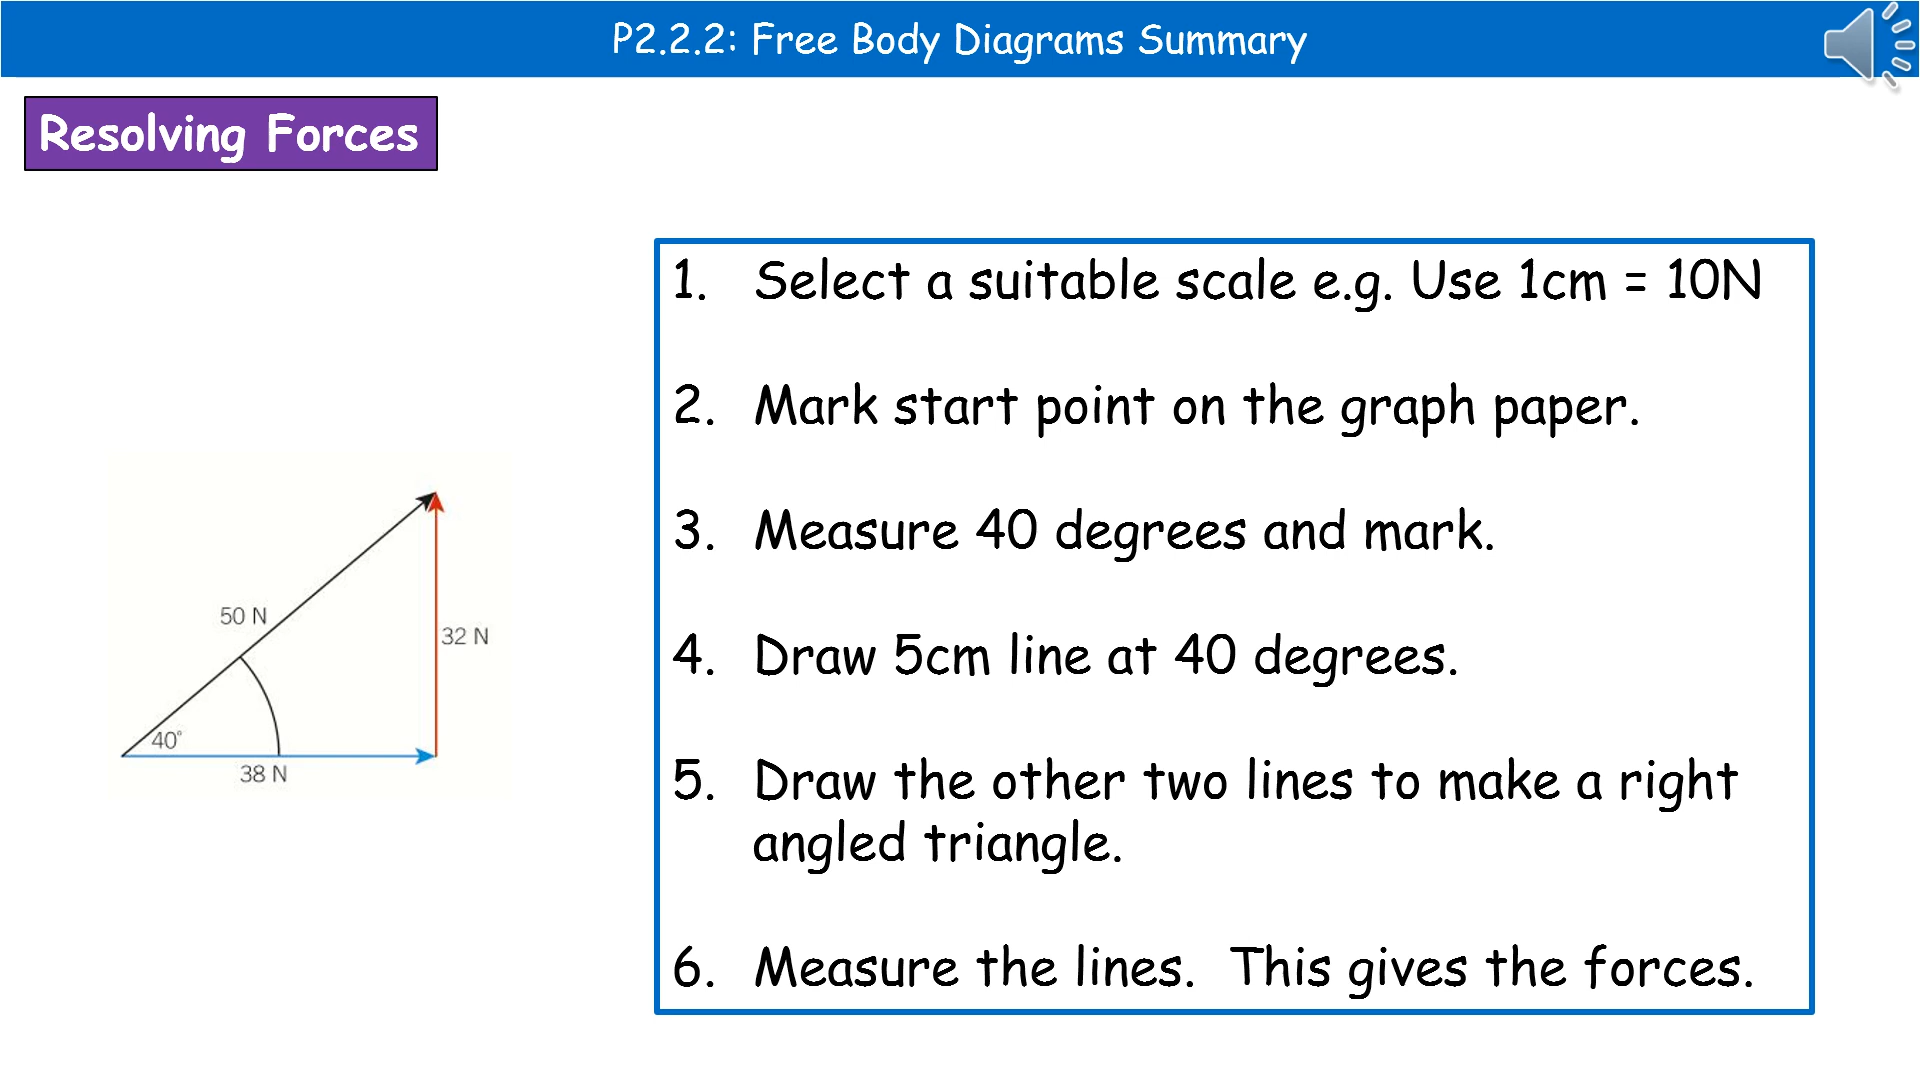 P2.2.2: Free Body Diagrams Summary
Resolving Forces
1. Select a suitable scale e.g. Use 1cm = 10N
2. Mark start point on the graph paper.
3. Measure 40 degrees and mark.
4. Draw 5cm line at 40 degrees.
5. Draw the other two lines to make a right
angled triangle.
6. Measure the lines.  This gives the forces.
50 N
32 N
40°
38 N